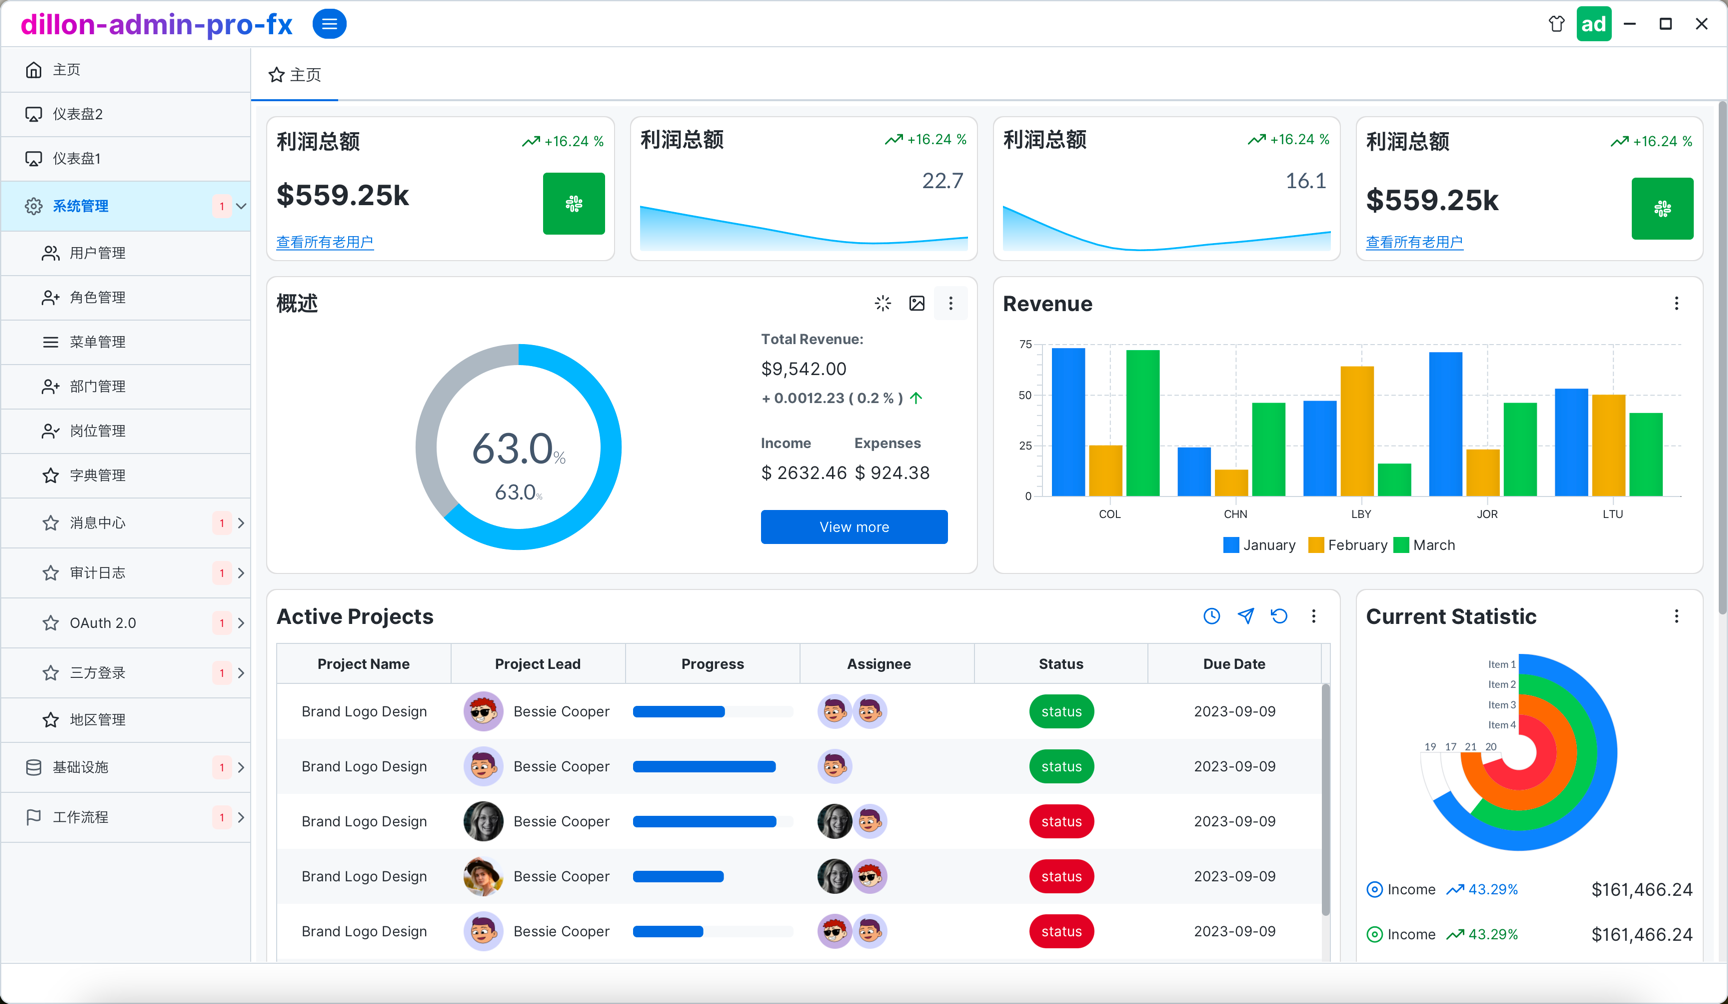 dillon-admin-pro-fx
ad
主页
仪表盘2
仪表盘1
系统管理 1
用户管理
角色管理
菜单管理
部门管理
岗位管理
字典管理
消息中心 1
审计日志 1
OAuth 2.0 1
三方登录 1
地区管理
基础设施 1
工作流程 1
主页
利润总额 +16.24 %
$559.25k
查看所有老用户
利润总额 +16.24 %
22.7
利润总额 +16.24 %
16.1
利润总额 +16.24 %
$559.25k
查看所有老用户
概述
63.0%
63.0%
Total Revenue:
$9,542.00
+ 0.0012.23 ( 0.2 % )
Income Expenses
$ 2632.46 $ 924.38
View more
Revenue
75
50
25
0
COL CHN LBY JOR LTU
January February March
Active Projects
Project Name Project Lead Progress Assignee Status Due Date
Brand Logo Design Bessie Cooper status 2023-09-09
Brand Logo Design Bessie Cooper status 2023-09-09
Brand Logo Design Bessie Cooper status 2023-09-09
Brand Logo Design Bessie Cooper status 2023-09-09
Brand Logo Design Bessie Cooper status 2023-09-09
Current Statistic
Item 1
Item 2
Item 3
Item 4
19 17 21 20
Income 43.29% $161,466.24
Income 43.29% $161,466.24